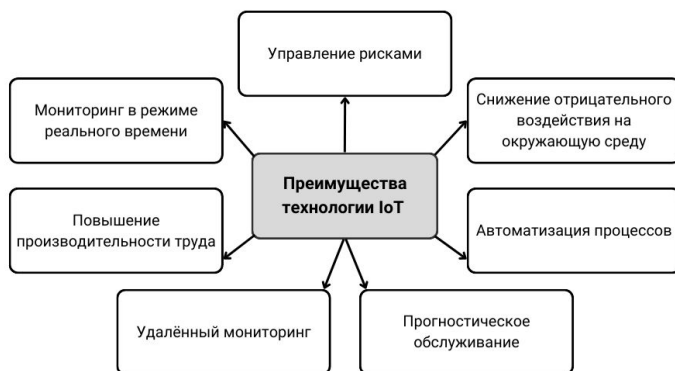 Управление рисками
Мониторинг в режиме
реального времени
Снижение отрицательного
воздействия на
окружающую среду
Преимущества
технологии IoT
Повышение
производительности труда
Автоматизация процессов
Удалённый мониторинг
Прогностическое
обслуживание